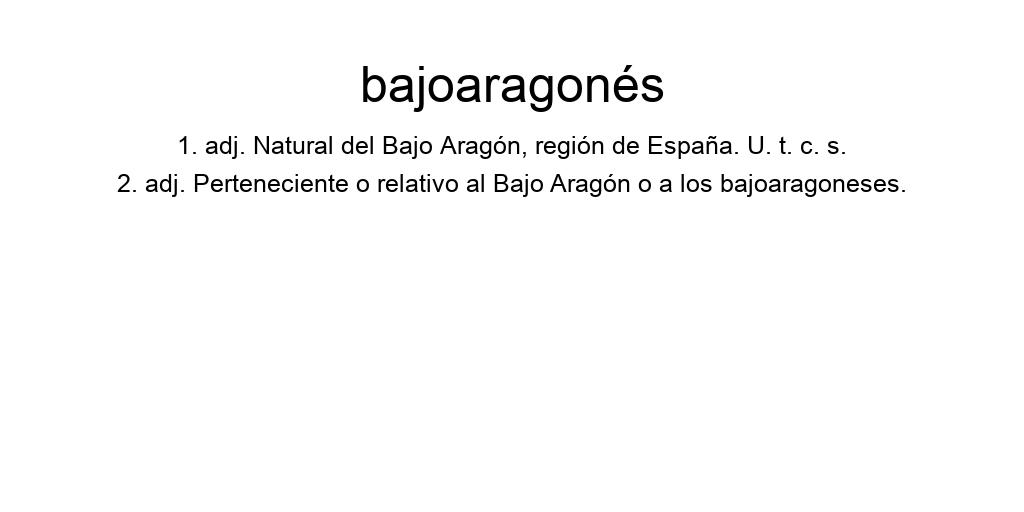 bajoaragonés
1. adj. Natural del Bajo Aragón, región de España. U. t. c. s.
2. adj. Perteneciente o relativo al Bajo Aragón o a los bajoaragoneses.